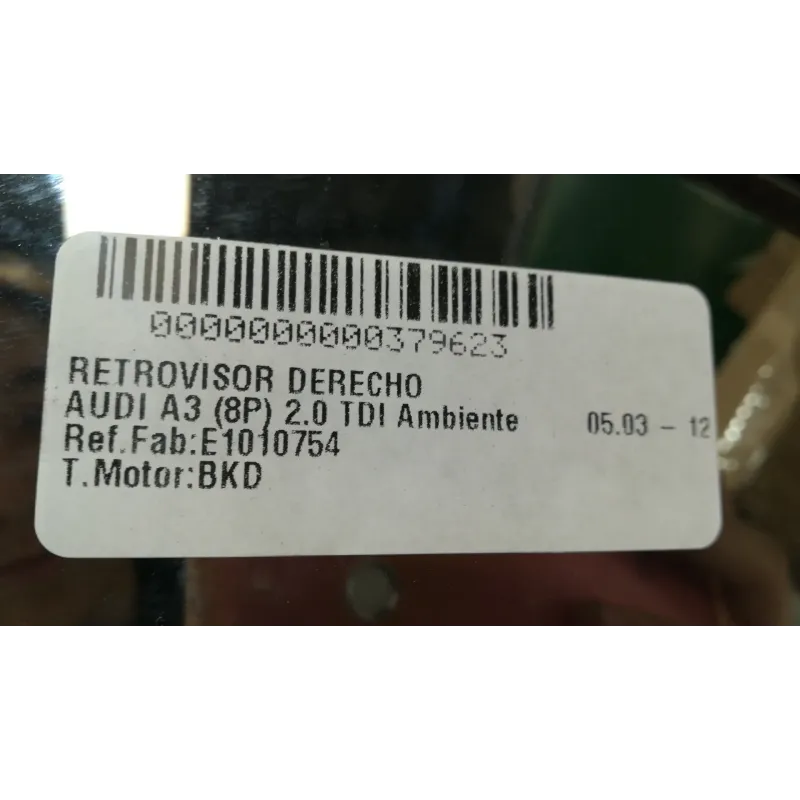 0000000000379623
RETROVISOR DERECHO
AUDI A3 (8P) 2.0 TDI Ambiente 05.03 - 12
Ref.Fab:E1010754
T.Motor:BKD